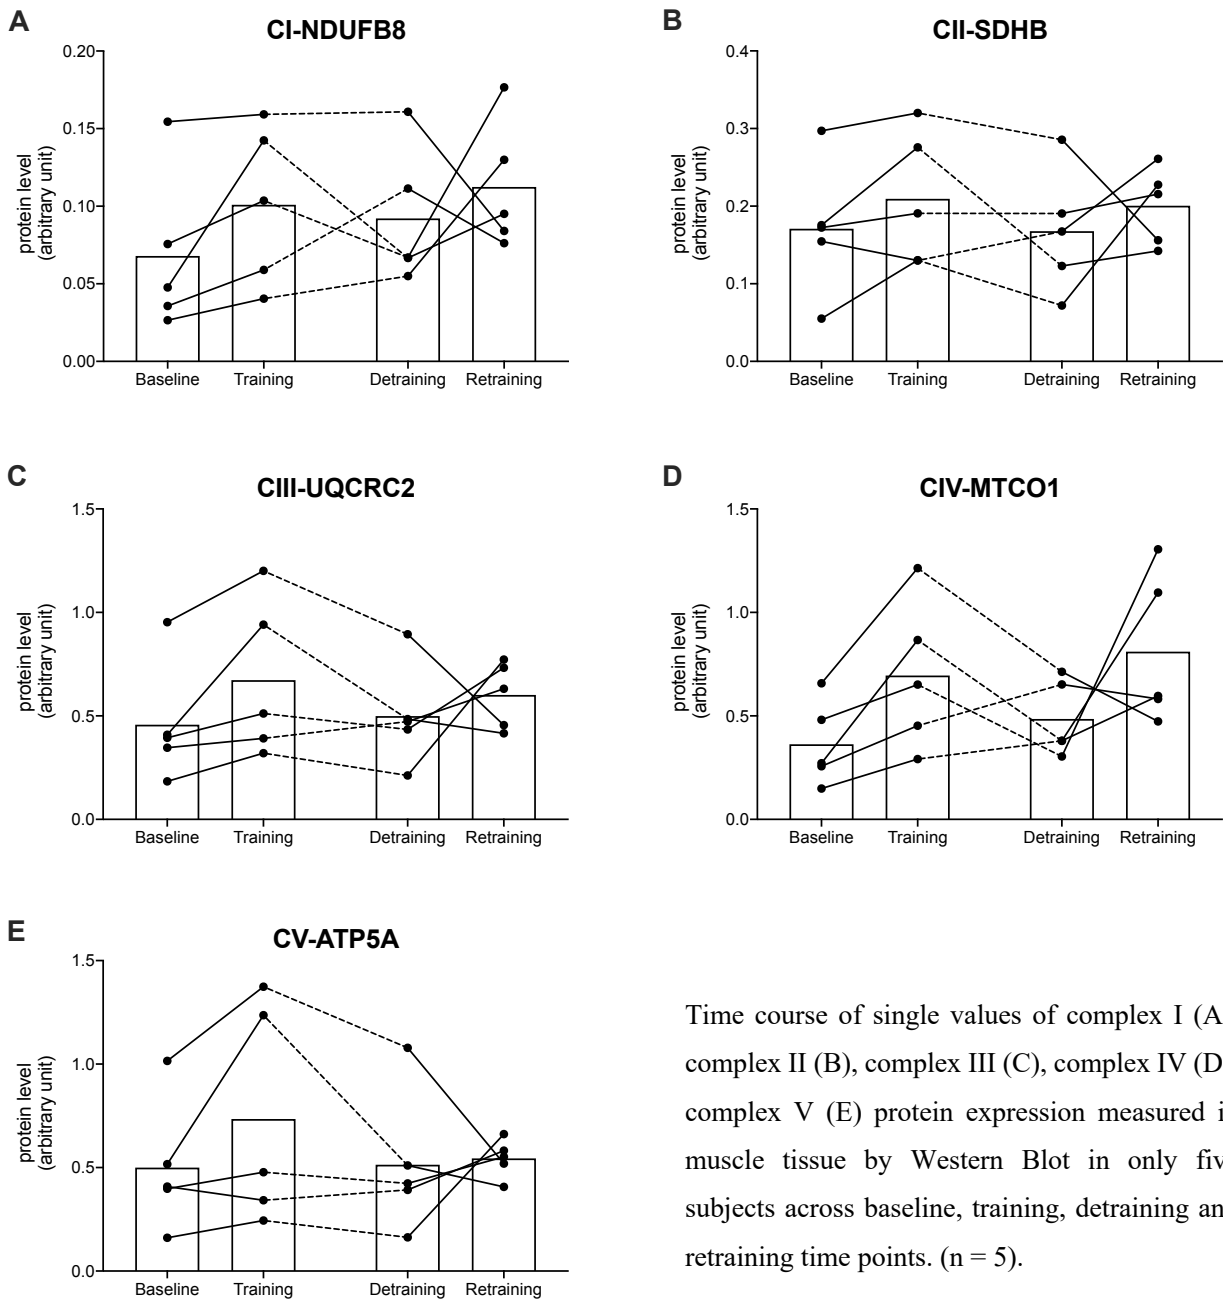 A
CI-NDUFB8
protein level
(arbitrary unit)
0.20
0.15
0.10
0.05
0.00
Baseline Training Detraining Retraining
B
CII-SDHB
protein level
(arbitrary unit)
0.4
0.3
0.2
0.1
0.0
Baseline Training Detraining Retraining
C
CIII-UQCRC2
protein level
(arbitrary unit)
1.5
1.0
0.5
0.0
Baseline Training Detraining Retraining
D
CIV-MTCO1
protein level
(arbitrary unit)
1.5
1.0
0.5
0.0
Baseline Training Detraining Retraining
E
CV-ATP5A
protein level
(arbitrary unit)
1.5
1.0
0.5
0.0
Baseline Training Detraining Retraining
Time course of single values of complex I (A
complex II (B), complex III (C), complex IV (D
complex V (E) protein expression measured i
muscle tissue by Western Blot in only fiv
subjects across baseline, training, detraining an
retraining time points. (n = 5).